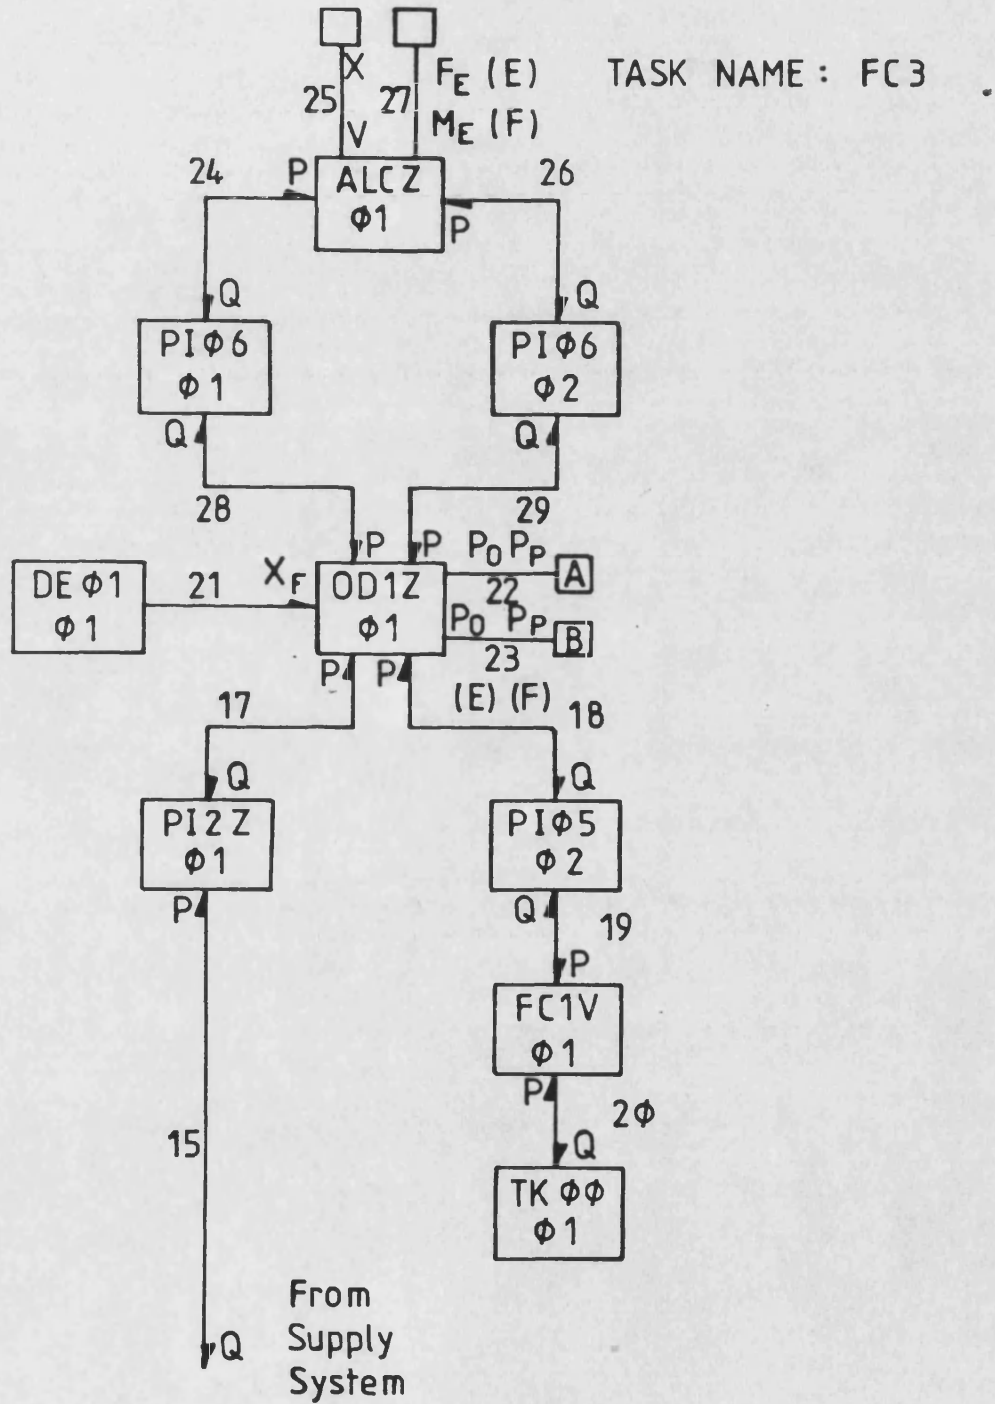 X
25
V
27
F_E (E)
M_E (F)
TASK NAME: FC3
24
P
ALCZ
Φ1
P
26
Q
PIΦ6
Φ1
Q
Q
PIΦ6
Φ2
Q
28
29
P
P
P_O P_P
A
22
DEΦ1
Φ1
21
X_F
OD1Z
Φ1
P_O P_P
B
23
P
P
(E) (F)
17
18
Q
PI2Z
Φ1
P
Q
PIΦ5
Φ2
Q
19
P
FC1V
Φ1
P
2Φ
Q
TKΦΦ
Φ1
15
Q
From
Supply
System